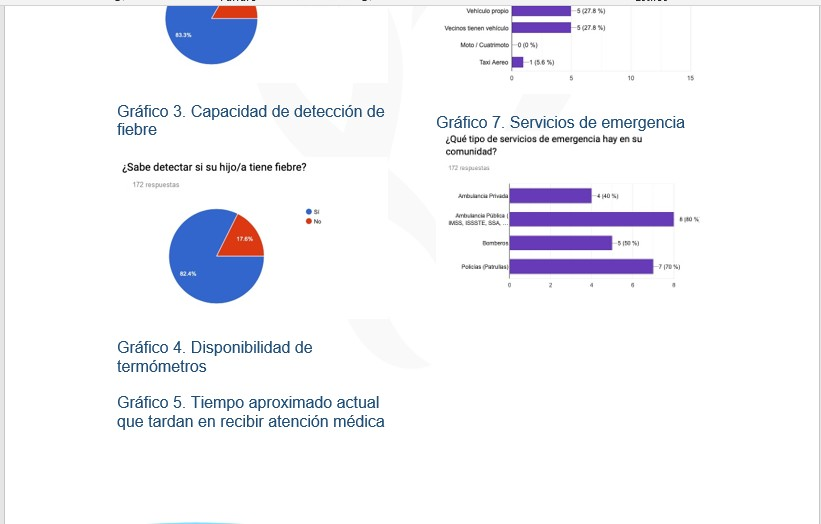 83.3%
Vehículo propio
5 (27.8 %)
Vecinos tienen vehículo
5 (27.8 %)
Moto / Cuatrimoto
0 (0 %)
Taxi Aereo
1 (5.6 %)
0 5 10 15
Gráfico 3. Capacidad de detección de
fiebre
¿Sabe detectar si su hijo/a tiene fiebre?
172 respuestas
Sí
No
17.6%
82.4%
Gráfico 4. Disponibilidad de
termómetros
Gráfico 5. Tiempo aproximado actual
que tardan en recibir atención médica
Gráfico 7. Servicios de emergencia
¿Qué tipo de servicios de emergencia hay en su
comunidad?
172 respuestas
Ambulancia Privada
4 (40 %)
Ambulancia Pública (
IMSS, ISSSTE, SSA, ...
8 (80 %
Bomberos
5 (50 %)
Policías (Patrullas)
7 (70 %)
0 2 4 6 8